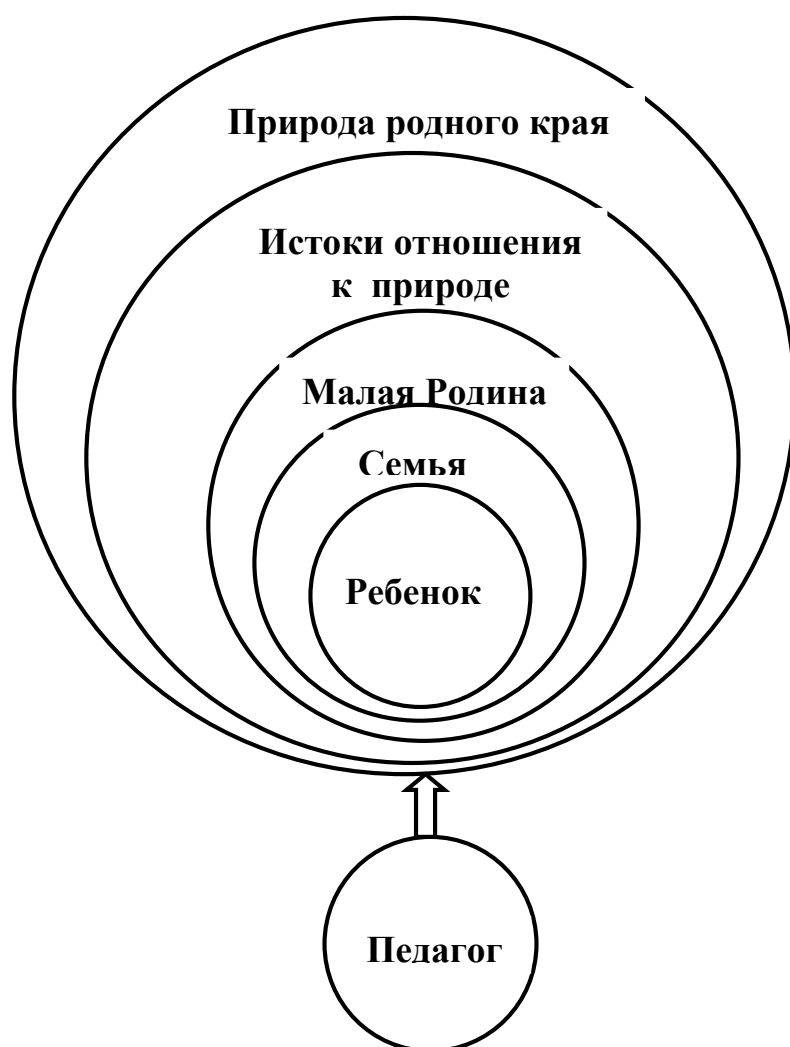 Природа родного края
Истоки отношения
к природе
Малая Родина
Семья
Ребенок
Педагог